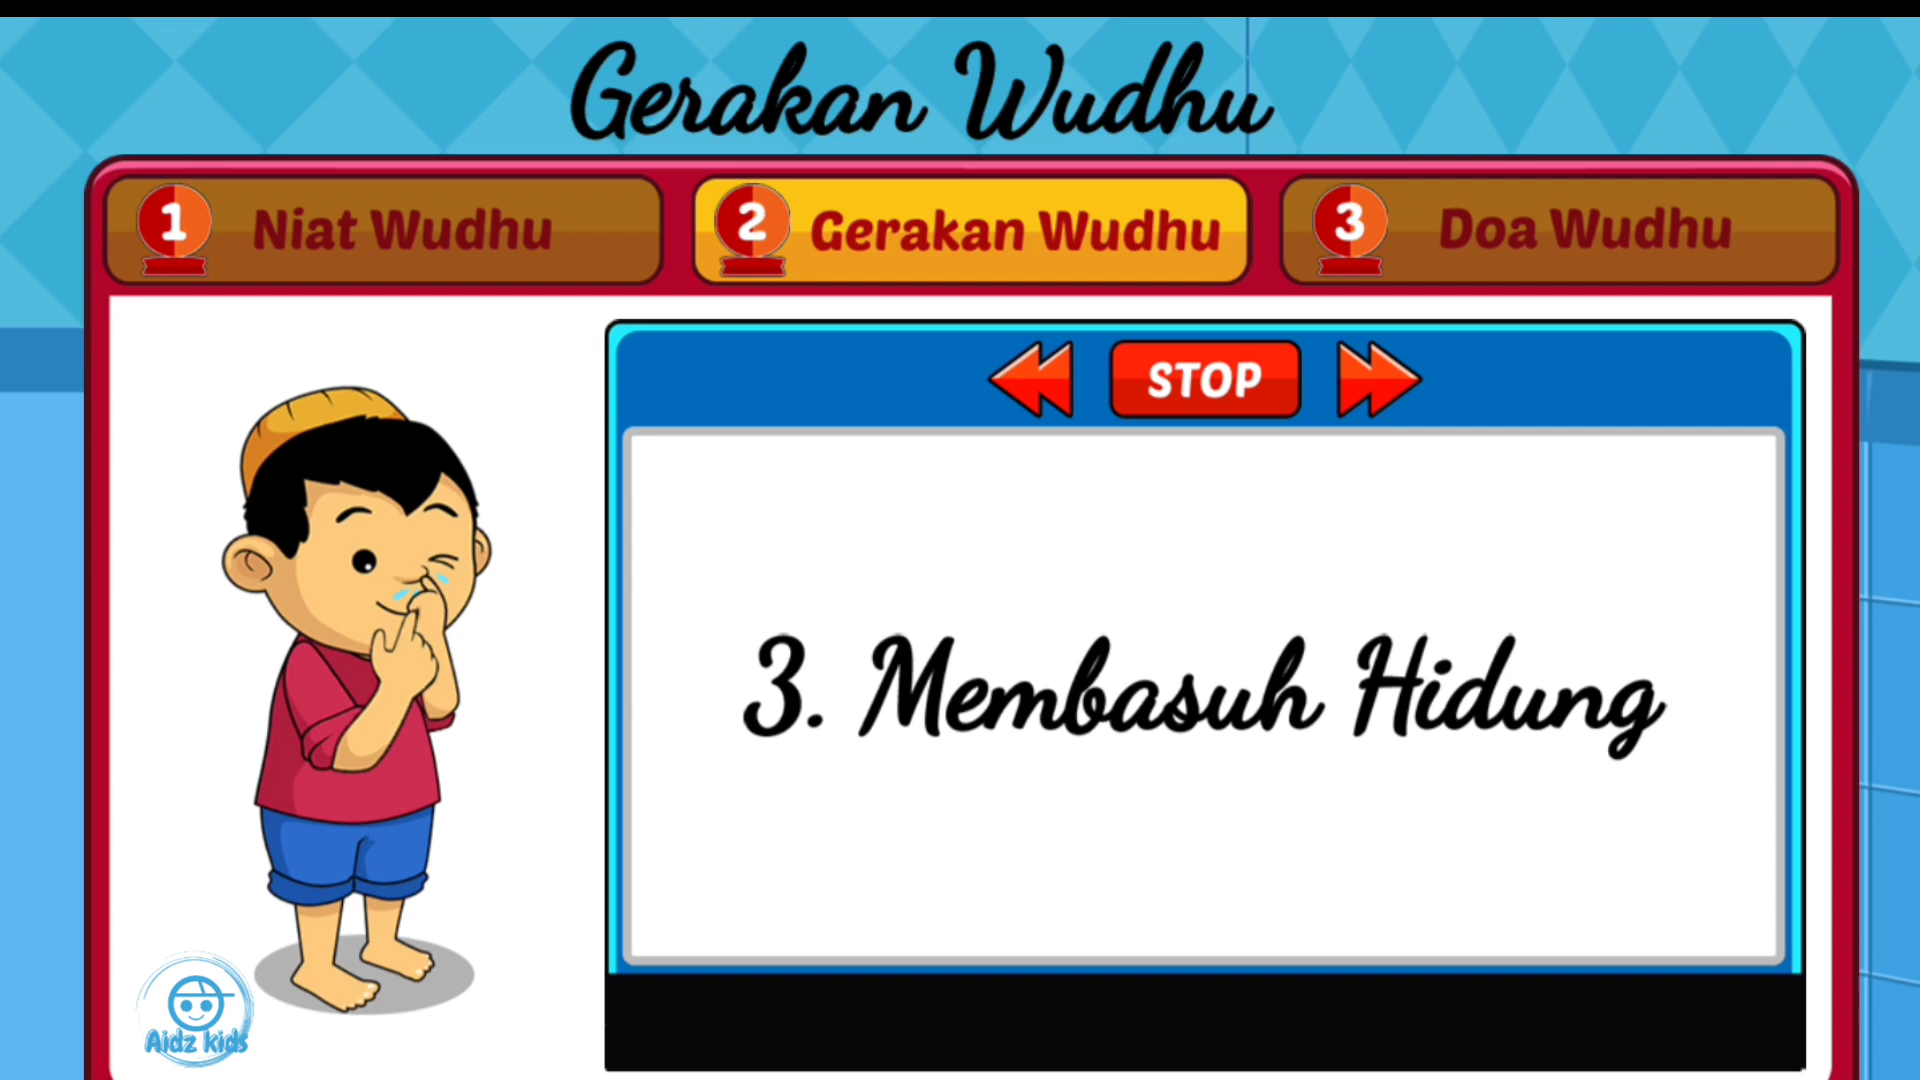 Gerakan Wudhu
1 Niat Wudhu
2 Gerakan Wudhu
3 Doa Wudhu
STOP
3. Membasuh Hidung
Aidz kids